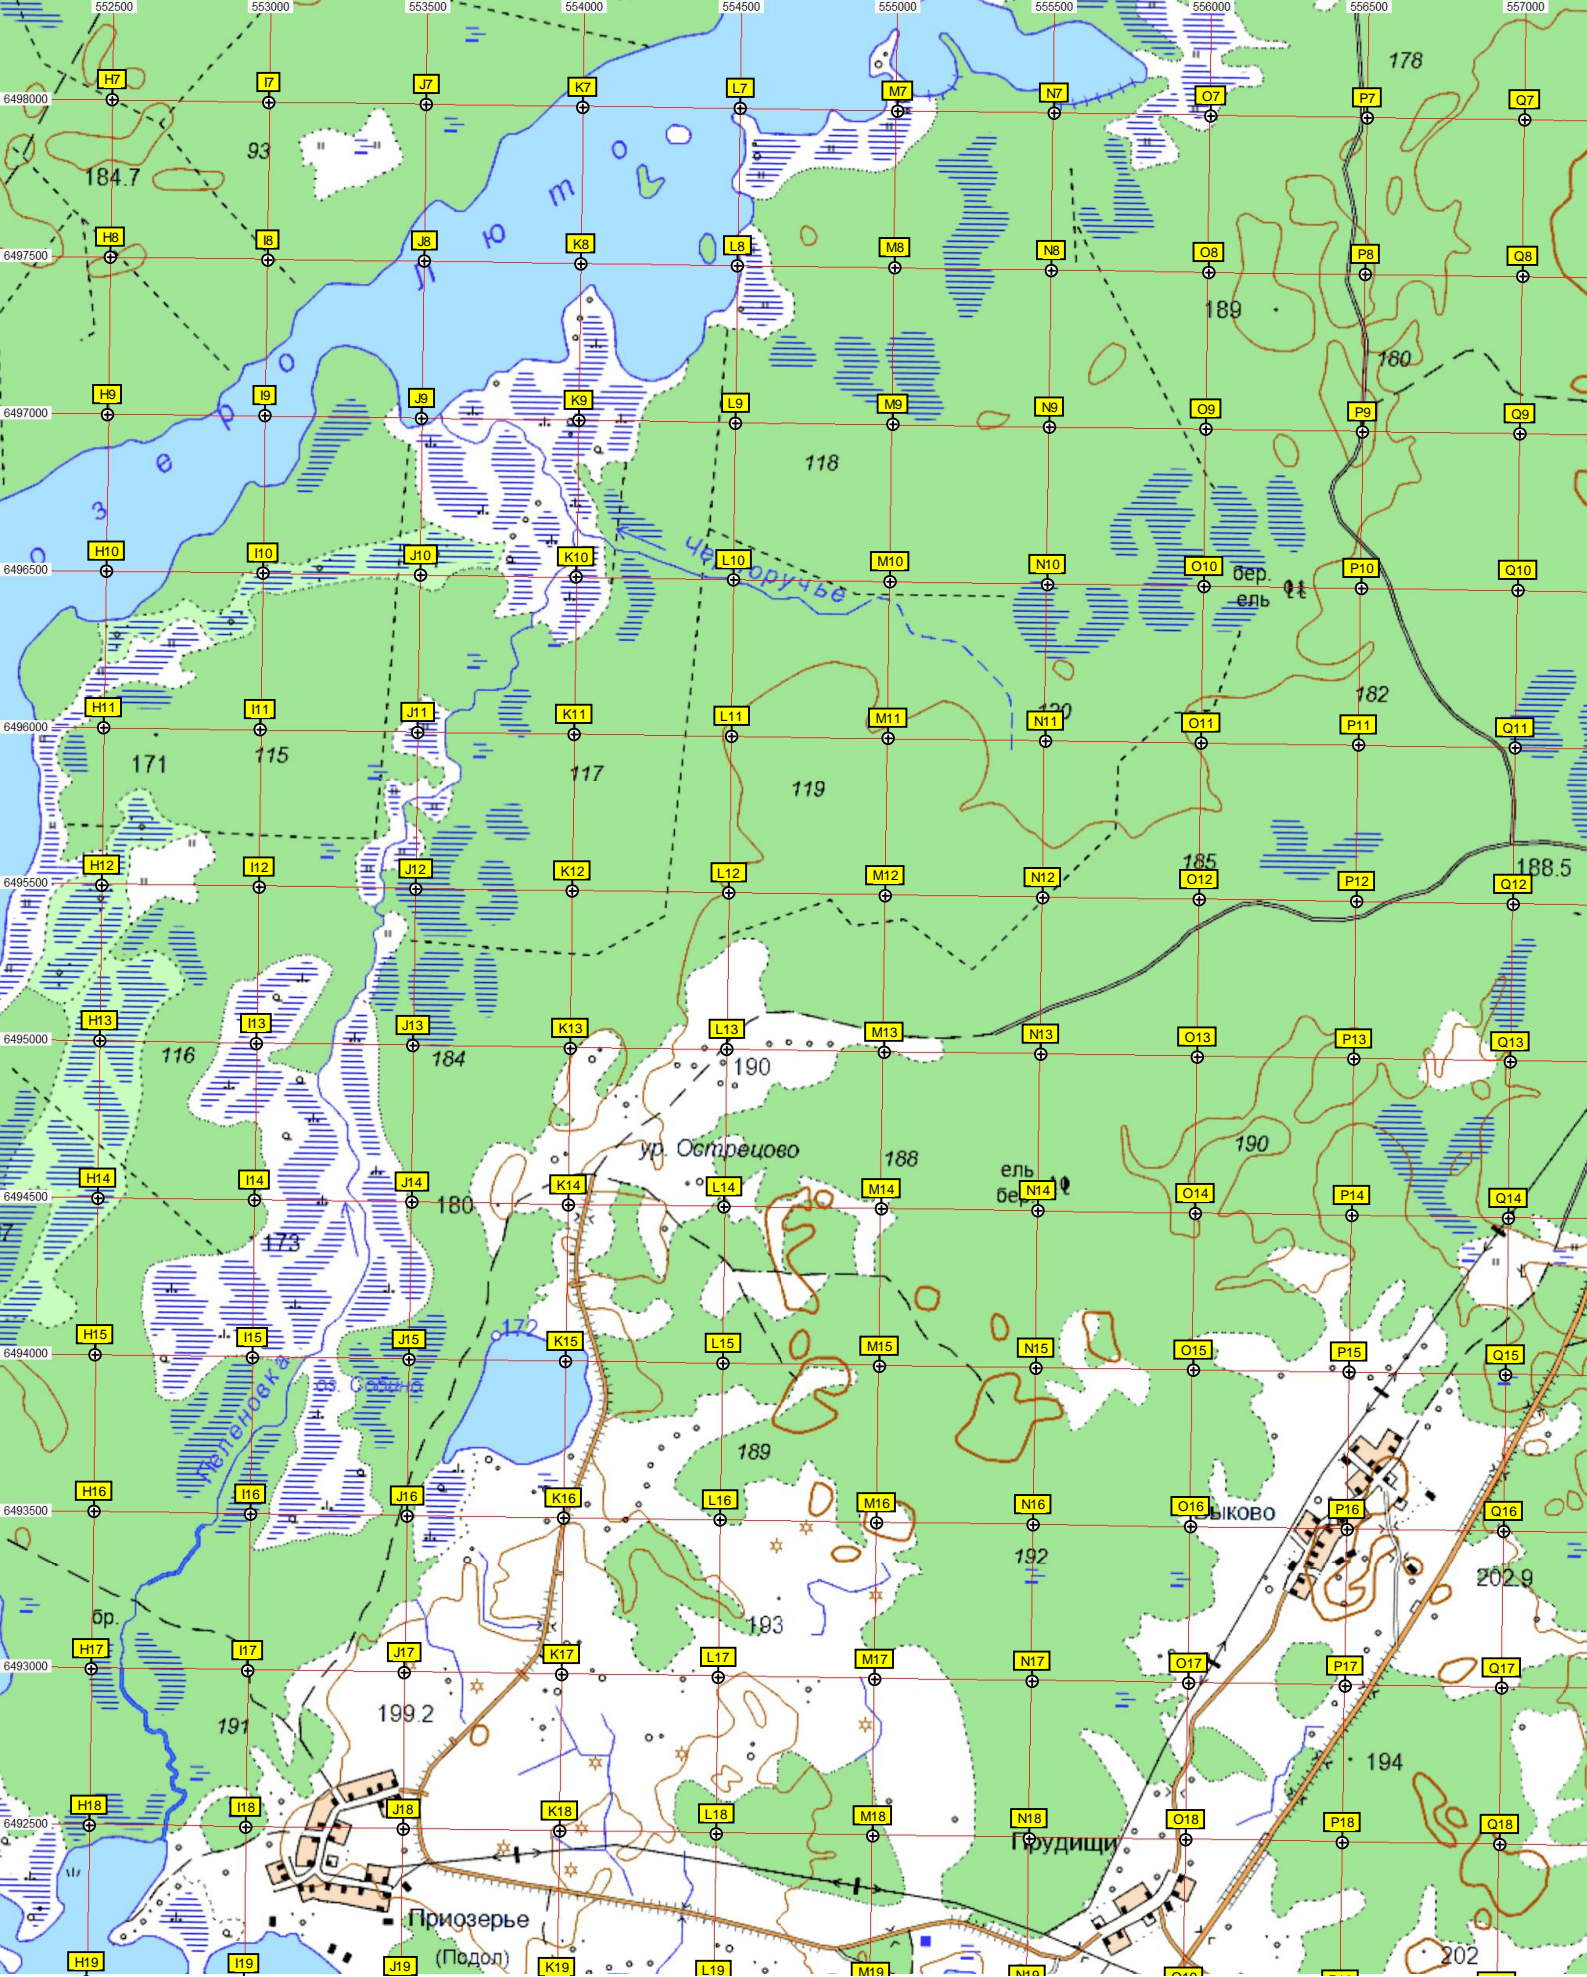 552500 553000 553500 554000 554500 555000 555500 556000 556500 557000
178
6498000 H7 I7 J7 K7 L7 M7 N7 O7 P7 Q7
93
184.7
6497500 H8 I8 J8 K8 L8 M8 N8 O8 P8 Q8
189
180
озеро Люто
6497000 H9 I9 J9 K9 L9 M9 N9 O9 P9 Q9
118
6496500 H10 I10 J10 K10 L10 M10 N10 O10 P10 Q10
бер.
ель
182
6496000 H11 I11 J11 K11 L11 M11 N11 O11 P11 Q11
171 115 117 119
185 188.5
6495500 H12 I12 J12 K12 L12 M12 N12 O12 P12 Q12
6495000 H13 I13 J13 K13 L13 M13 N13 O13 P13 Q13
116 184 190
ур. Острецово 188 190
ель
6494500 H14 I14 J14 K14 L14 M14 N14 O14 P14 Q14
180
173
172
6494000 H15 I15 J15 K15 L15 M15 N15 O15 P15 Q15
Пеленовка
189
6493500 H16 I16 J16 K16 L16 M16 N16 O16 P16 Q16
192 202.9
бр. 193
6493000 H17 I17 J17 K17 L17 M17 N17 O17 P17 Q17
191 199.2
194
6492500 H18 I18 J18 K18 L18 M18 N18 O18 P18 Q18
Прудищи
Приозерье
(Подол) 202
H19 I19 J19 K19 L19 M19 N19